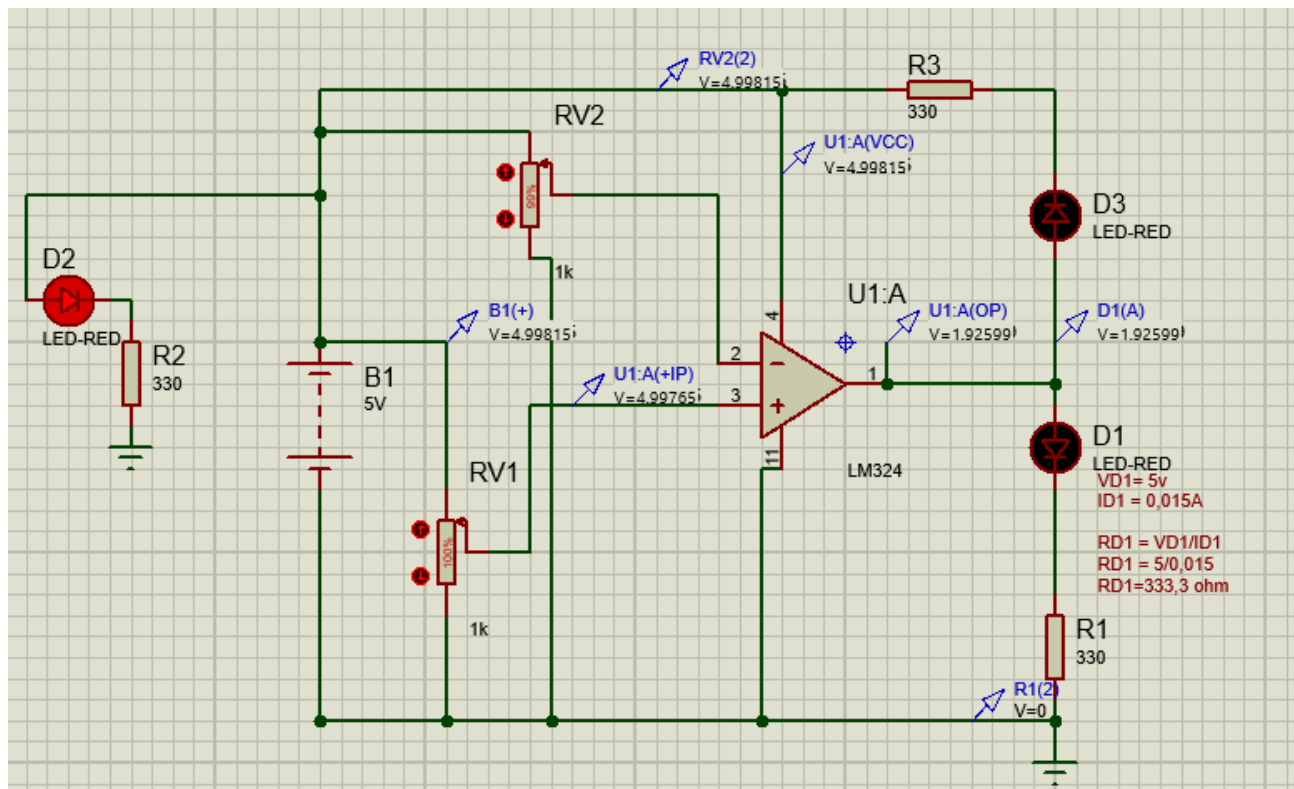 RV2(2)
V=4.99815
R3
330
RV2
U1:A(VCC)
V=4.99815
99%
D3
LED-RED
D2
1k
U1:A
4
LED-RED
B1(+)
V=4.99815
U1:A(OP)
V=1.92599
D1(A)
V=1.92599
R2
330
2
B1
5V
U1:A(+IP)
V=4.99765
3
1
11
D1
LED-RED
RV1
LM324
VD1= 5v
ID1 = 0,015A
100%
RD1 = VD1/ID1
RD1 = 5/0,015
RD1=333,3 ohm
1k
R1
330
R1(2)
V=0